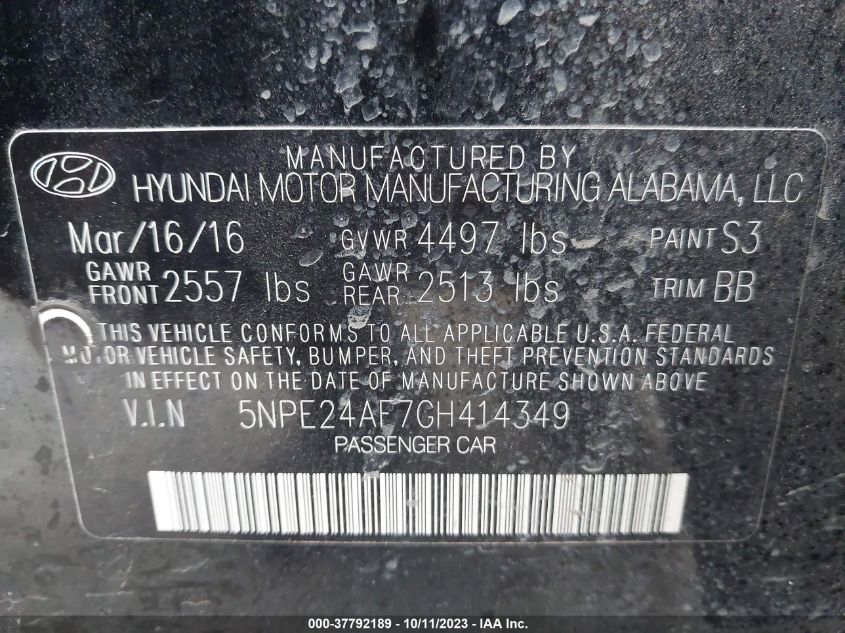 MANUFACTURED BY
HYUNDAI MOTOR MANUFACTURING ALABAMA, LLC
Mar/16/16 GVWR 4497 lbs PAINT S3
GAWR FRONT 2557 lbs GAWR REAR 2513 lbs TRIM BB
THIS VEHICLE CONFORMS TO ALL APPLICABLE U.S.A. FEDERAL
MOTOR VEHICLE SAFETY, BUMPER, AND THEFT PREVENTION STANDARDS
IN EFFECT ON THE DATE OF MANUFACTURE SHOWN ABOVE
V.I.N 5NPE24AF7GH414349
PASSENGER CAR
000-37792189 - 10/11/2023 - IAA Inc.